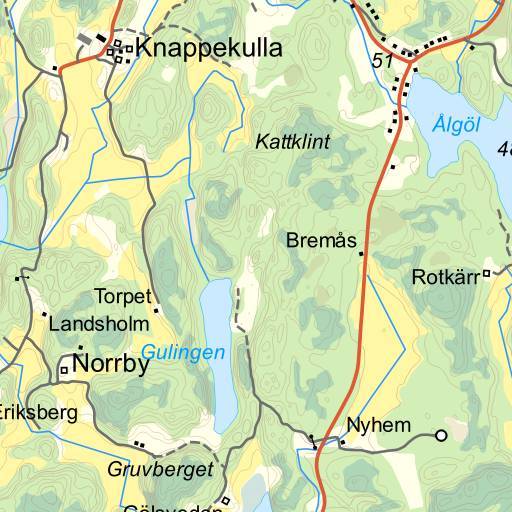 Knappekulla
51
Ålgöl
Kattklint
Bremås
Rotkärr
Torpet
Landsholm
Gulingen
Norrby
Eriksberg
Nyhem
Gruvberget